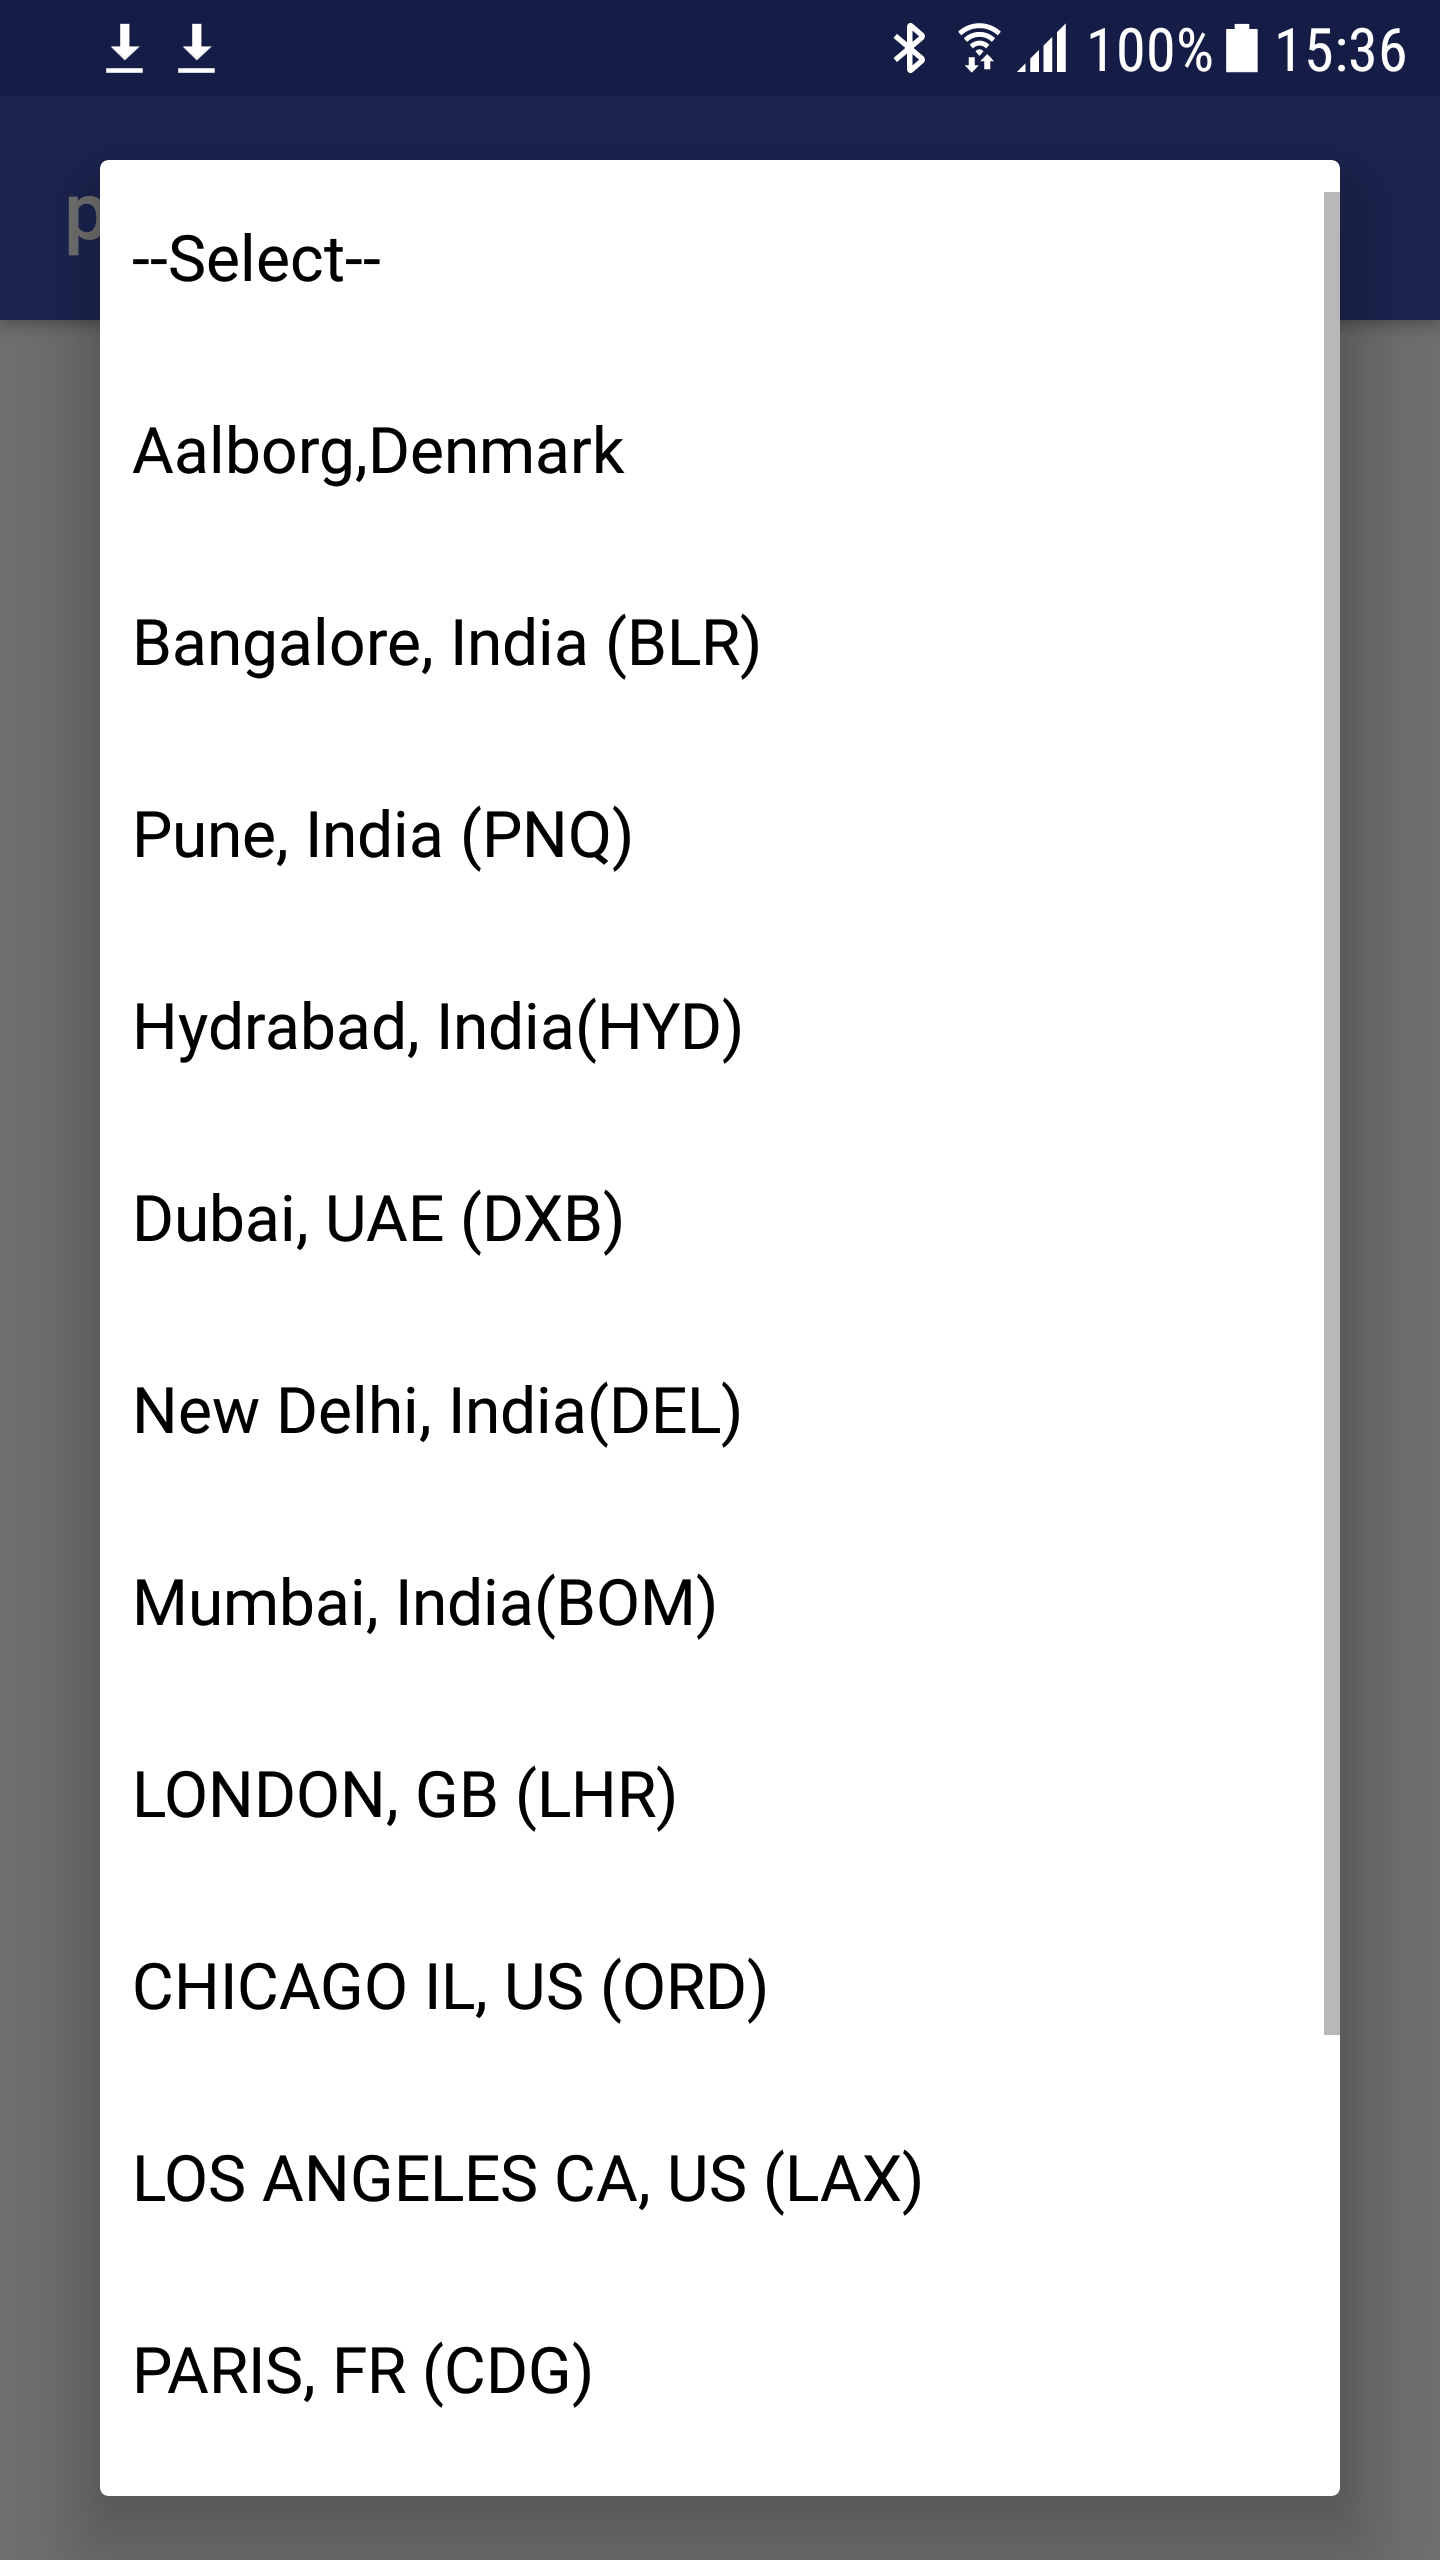 100% 15:36
p
--Select--
Aalborg,Denmark
Bangalore, India (BLR)
Pune, India (PNQ)
Hydrabad, India(HYD)
Dubai, UAE (DXB)
New Delhi, India(DEL)
Mumbai, India(BOM)
LONDON, GB (LHR)
CHICAGO IL, US (ORD)
LOS ANGELES CA, US (LAX)
PARIS, FR (CDG)